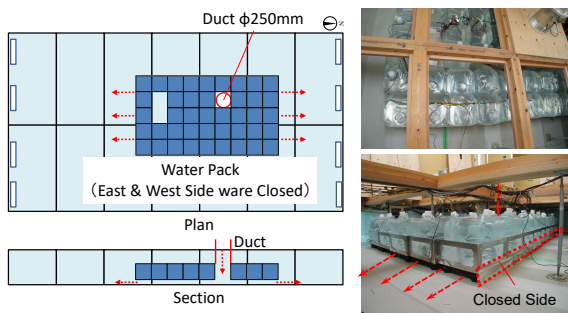 Duct ϕ250mm
N
Water Pack
（East & West Side ware Closed）
Plan
Duct
Section
Closed Side